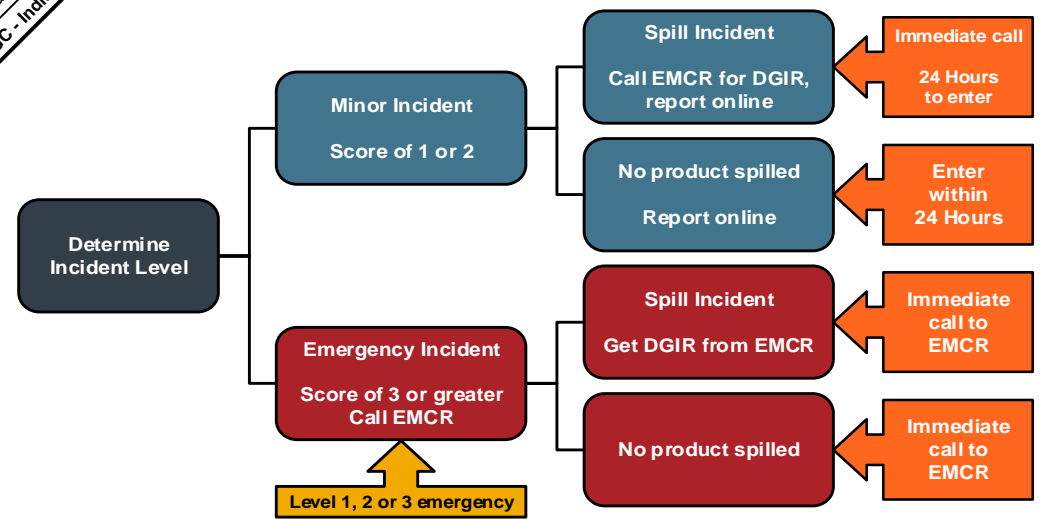 C - Indi
Determine
Incident Level
Minor Incident
Score of 1 or 2
Spill Incident
Call EMCR for DGIR,
report online
Immediate call
24 Hours
to enter
No product spilled
Report online
Enter
within
24 Hours
Emergency Incident
Score of 3 or greater
Call EMCR
Level 1, 2 or 3 emergency
Spill Incident
Get DGIR from EMCR
Immediate
call to
EMCR
No product spilled
Immediate
call to
EMCR